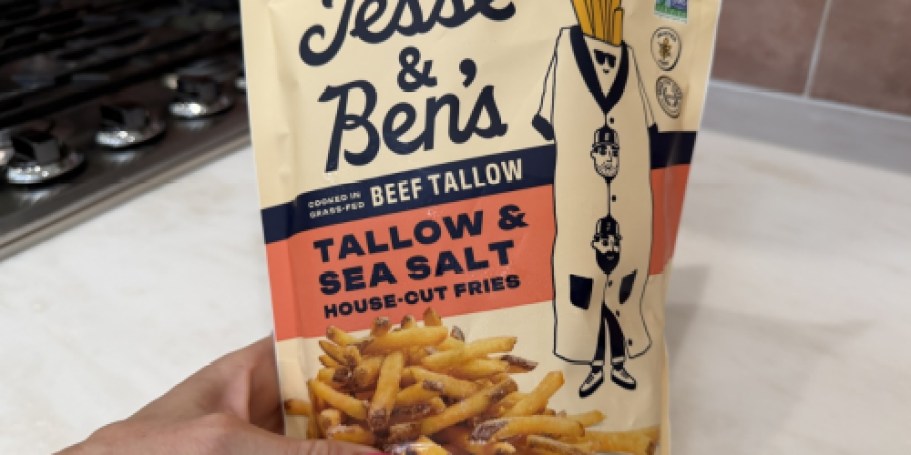 Jesse
& Ben's
COOKED IN
GRASS-FED BEEF TALLOW
TALLOW &
SEA SALT
HOUSE-CUT FRIES